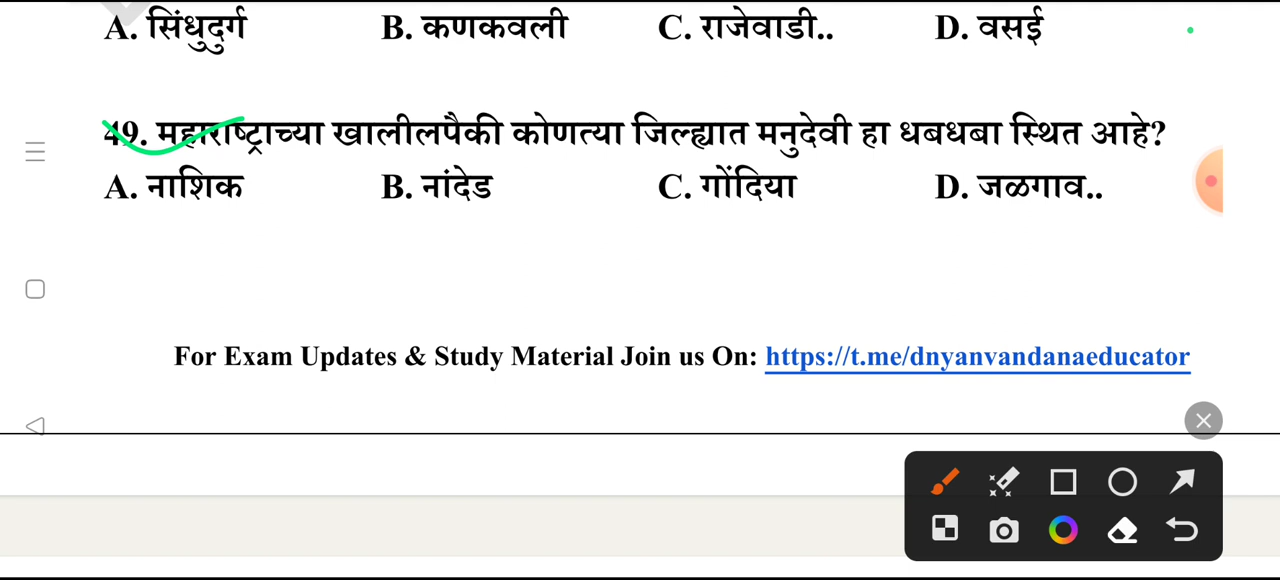 A. सिंधुदुर्ग B. कणकवली C. राजेवाडी.. D. वसई
49. महाराष्ट्राच्या खालीलपैकी कोणत्या जिल्ह्यात मनुदेवी हा धबधबा स्थित आहे?
A. नाशिक B. नांदेड C. गोंदिया D. जळगाव..
For Exam Updates & Study Material Join us On: https://t.me/dnyanvandanaeducator